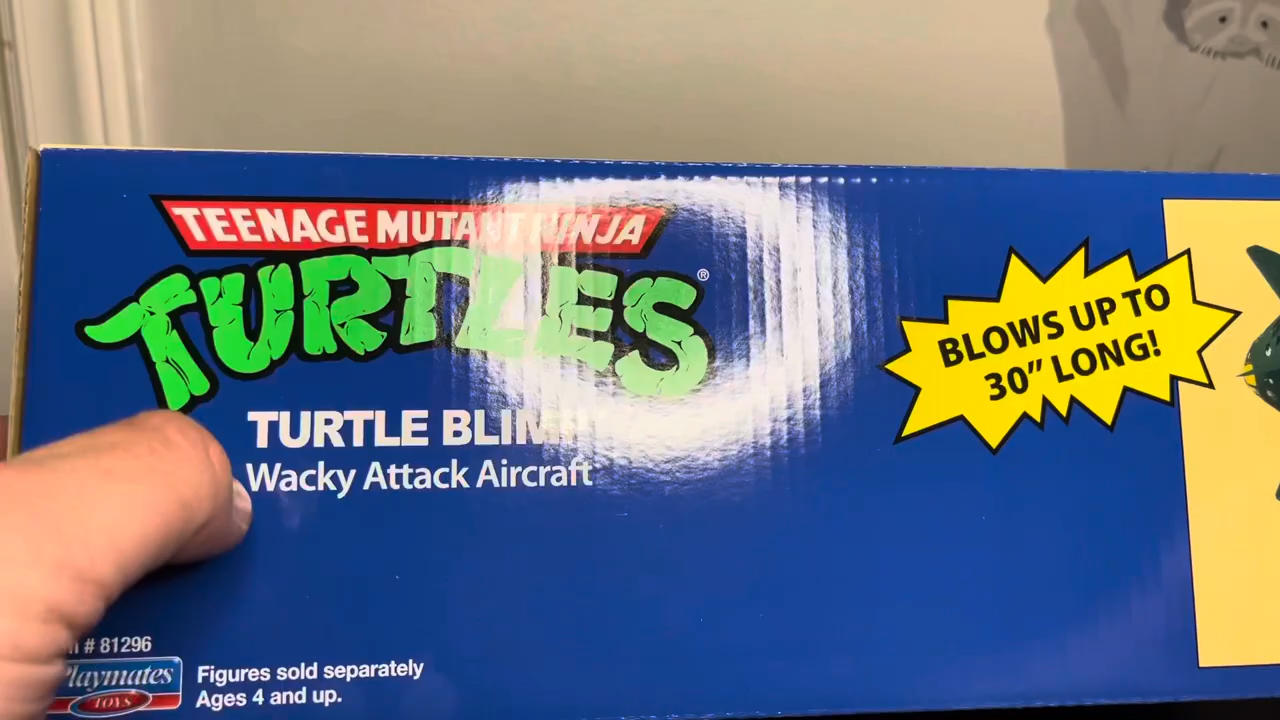 TEENAGE MUTANT NINJA
TURTLES®
TURTLE BLIMP
Wacky Attack Aircraft
BLOWS UP TO
30” LONG!
# 81296
Playmates
TOYS
Figures sold separately
Ages 4 and up.